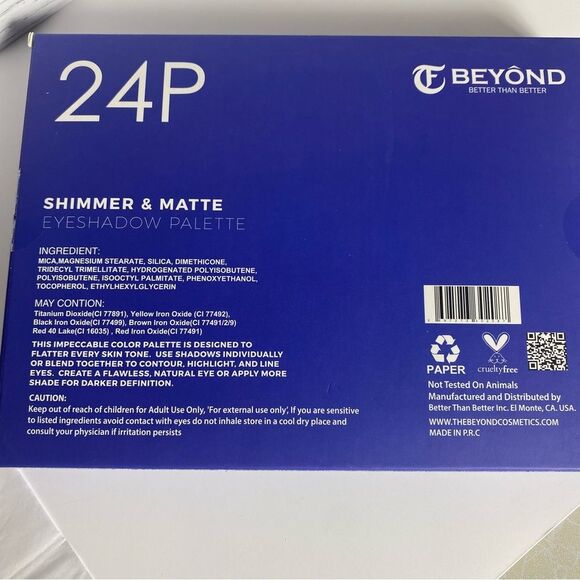 24P
BEYÔND
BETTER THAN BETTER
SHIMMER & MATTE
EYESHADOW PALETTE
INGREDIENT:
MICA,MAGNESIUM STEARATE, SILICA, DIMETHICONE,
TRIDECYL TRIMELLITATE, HYDROGENATED POLYISOBUTENE,
POLYISOBUTENE, ISOOCTYL PALMITATE, PHENOXYETHANOL,
TOCOPHEROL, ETHYLHEXYLGLYCERIN
MAY CONTION:
Titanium Dioxide(CI 77891), Yellow Iron Oxide (CI 77492),
Black Iron Oxide(CI 77499), Brown Iron Oxide(CI 77491/2/9)
Red 40 Lake(CI 16035) , Red Iron Oxide(CI 77491)
THIS IMPECCABLE COLOR PALETTE IS DESIGNED TO
FLATTER EVERY SKIN TONE. USE SHADOWS INDIVIDUALLY
OR BLEND TOGETHER TO CONTOUR, HIGHLIGHT, AND LINE
EYES. CREATE A FLAWLESS, NATURAL EYE OR APPLY MORE
SHADE FOR DARKER DEFINITION.
CAUTION:
Keep out of reach of children for Adult Use Only, 'For external use only', If you are sensitive
to listed ingredients avoid contact with eyes do not inhale store in a cool dry place and
consult your physician if irritation persists
PAPER
crueltyfree
Not Tested On Animals
Manufactured and Distributed by
Better Than Better Inc. El Monte, CA. USA.
WWW.THEBEYONDCOSMETICS.COM
MADE IN P.R.C